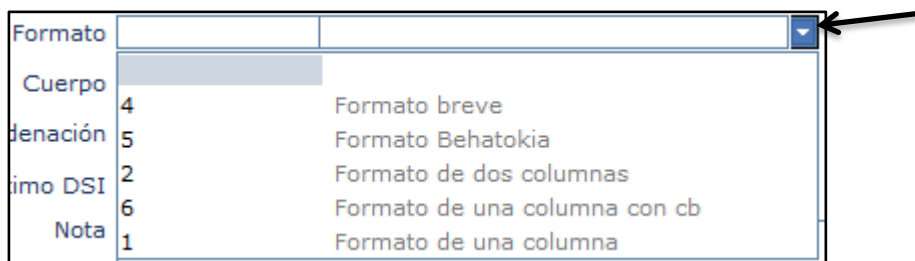 Formato
Cuerpo
4 Formato breve
denación 5 Formato Behatokia
timo DSI 2 Formato de dos columnas
6 Formato de una columna con cb
Nota 1 Formato de una columna